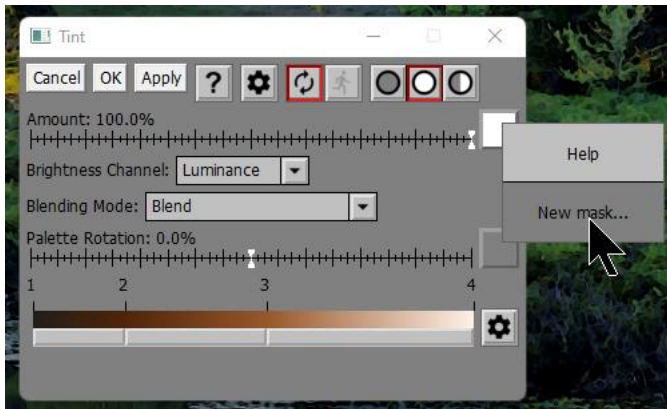 Tint
Cancel OK Apply ?
Amount: 100.0%
Help
Brightness Channel: Luminance
Blending Mode: Blend
New mask...
Palette Rotation: 0.0%
1 2 3 4